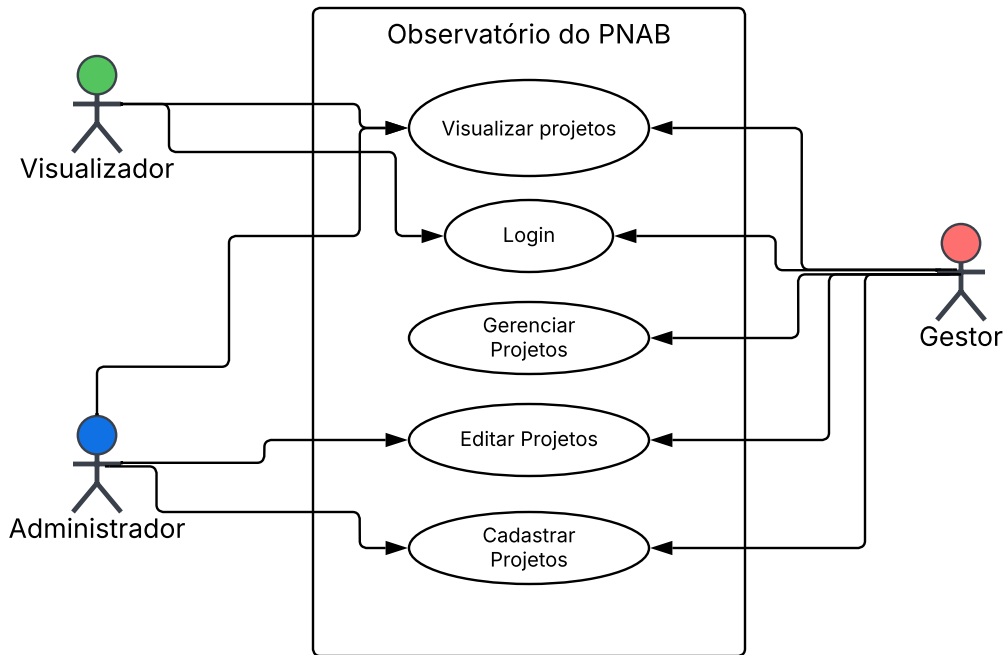 Observatório do PNAB
Visualizar projetos
Visualizador
Login
Gerenciar
Projetos
Gestor
Editar Projetos
Administrador
Cadastrar
Projetos